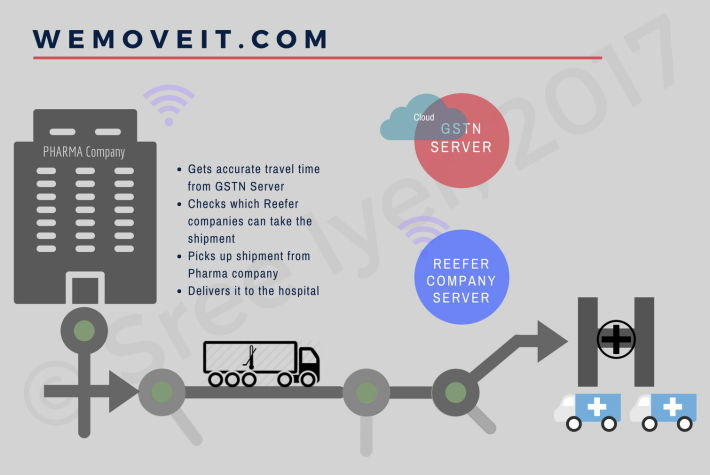 WEMOVEIT.COM
PHARMA Company
Cloud
GSTN
SERVER
• Gets accurate travel time
from GSTN Server
• Checks which Reefer
companies can take the
shipment
• Picks up shipment from
Pharma company
• Delivers it to the hospital
REEFER
COMPANY
SERVER
© Sree Iyer, 2017